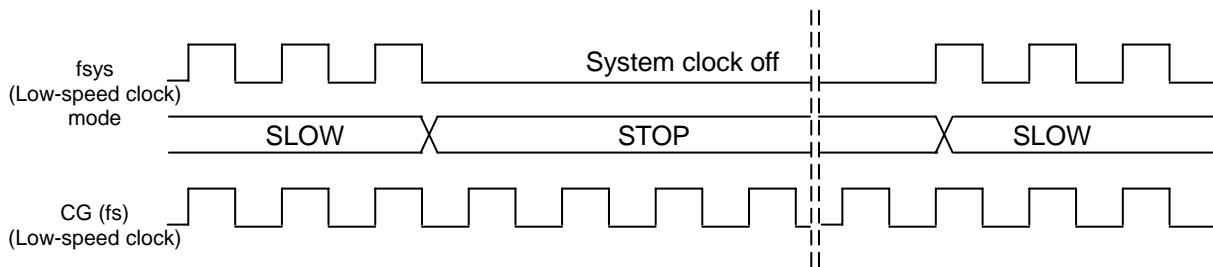 fsys
(Low-speed clock)
mode
System clock off
SLOW
STOP
SLOW
CG (fs)
(Low-speed clock)